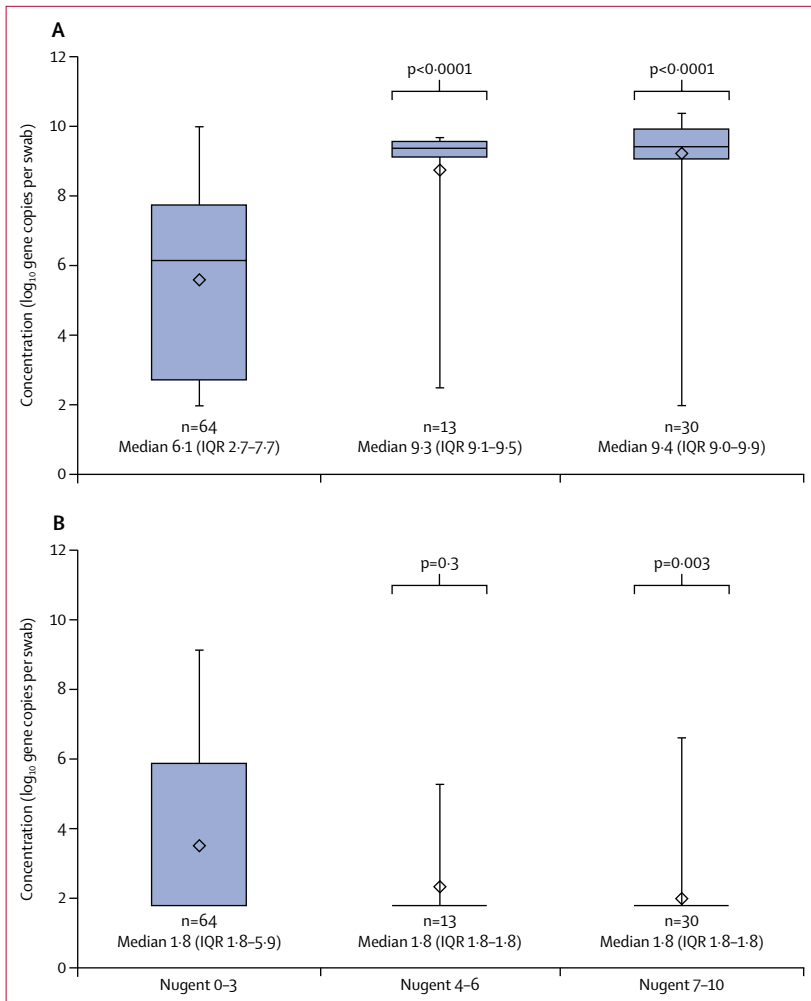 A
12
10
8
6
4
2
0
Concentration (log₁₀ gene copies per swab)
p<0·0001
p<0·0001
n=64
n=13
n=30
Median 6·1 (IQR 2·7–7·7)
Median 9·3 (IQR 9·1–9·5)
Median 9·4 (IQR 9·0–9·9)
B
12
10
8
6
4
2
0
Concentration (log₁₀ gene copies per swab)
p=0·3
p=0·003
n=64
n=13
n=30
Median 1·8 (IQR 1·8–5·9)
Median 1·8 (IQR 1·8–1·8)
Median 1·8 (IQR 1·8–1·8)
Nugent 0–3
Nugent 4–6
Nugent 7–10